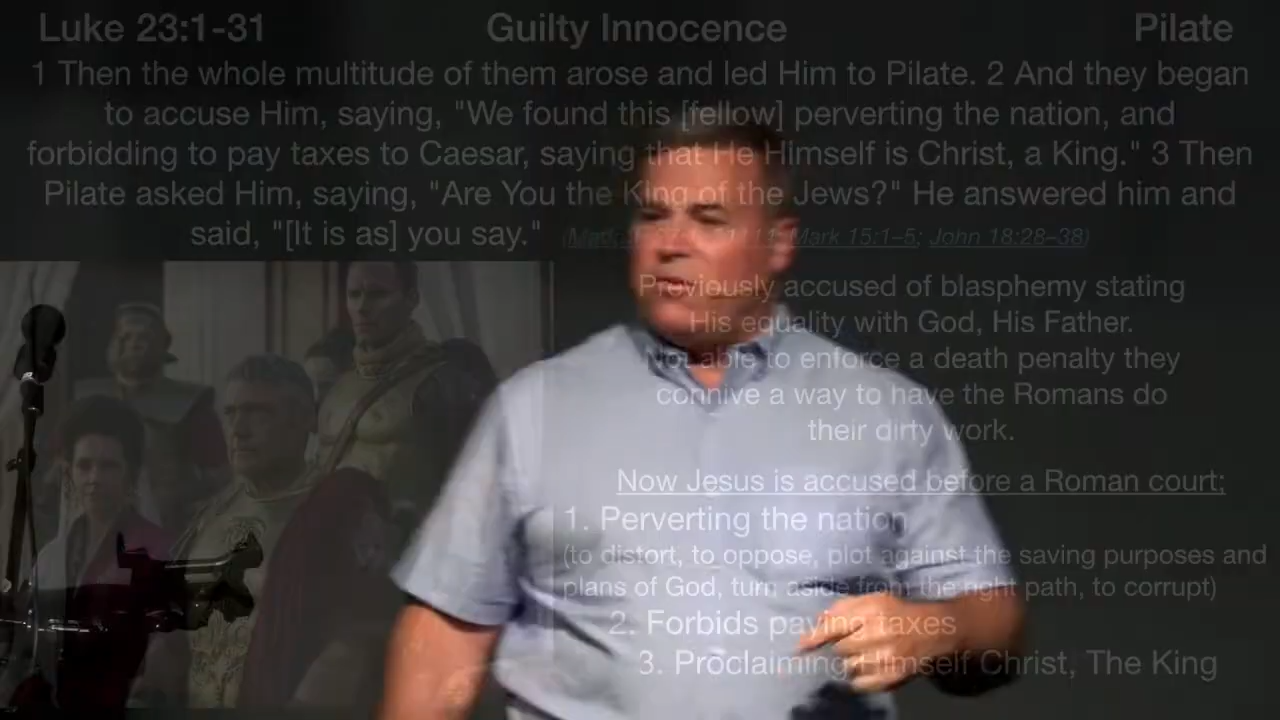 Luke 23:1-31 Guilty Innocence Pilate
1 Then the whole multitude of them arose and led Him to Pilate. 2 And they began
to accuse Him, saying, "We found this [fellow] perverting the nation, and
forbidding to pay taxes to Caesar, saying that He Himself is Christ, a King." 3 Then
Pilate asked Him, saying, "Are You the King of the Jews?" He answered him and
said, "[It is as] you say." Mark 15:1–5; John 18:28–38)
Previously accused of blasphemy stating
His equality with God, His Father.
to enforce a death penalty they
connive a way to have the Romans do
their dirty work.
Now Jesus is accused before a Roman court;
1. Perverting the nation
(to distort, to oppose, plot against the saving purposes and
plans of God, turn aside from the right path, to corrupt)
2. Forbids paying taxes
3. Proclaiming Himself Christ, The King